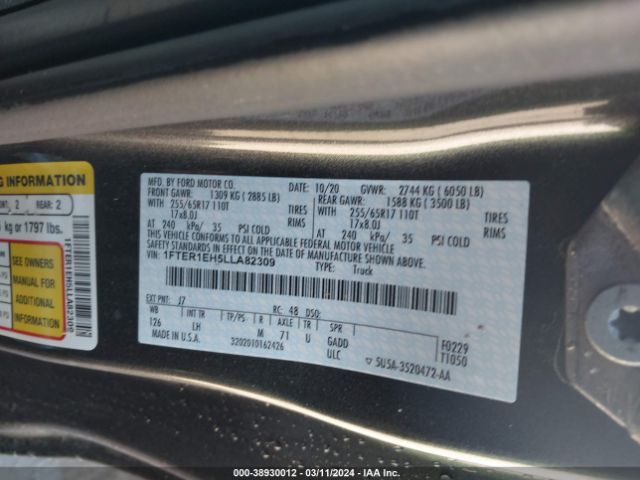 G INFORMATION
NT: 2 REAR: 2
kg or 1797 lbs.
SEE OWNERS
MANUAL FOR
ADDITIONAL
INFORMATION
1FTER1EH5LLA82309
MFD. BY FORD MOTOR CO.
DATE: 10/20 GVWR: 2744 KG ( 6050 LB)
FRONT GAWR: 1309 KG ( 2885 LB) REAR GAWR: 1588 KG ( 3500 LB)
WITH 255/65R17 110T TIRES WITH 255/65R17 110T TIRES
17x8.0J RIMS 17x8.0J RIMS
AT 240 kPa/ 35 PSI COLD AT 240 kPa/ 35 PSI COLD
THIS VEHICLE CONFORMS TO ALL APPLICABLE FEDERAL MOTOR VEHICLE
SAFETY STANDARDS IN EFFECT ON THE DATE OF MANUFACTURE SHOWN ABOVE.
VIN: 1FTER1EH5LLA82309
TYPE: Truck
EXT PNT: J7 RC: 48 DSO:
WB INT TR TP/PS R AXLE TR SPR
126 LH M 71 U GADD F0229
MADE IN U.S.A. 3202010162426 ULC T1050
5U5A-3520472-AA
000-38930012 - 03/11/2024 - IAA Inc.